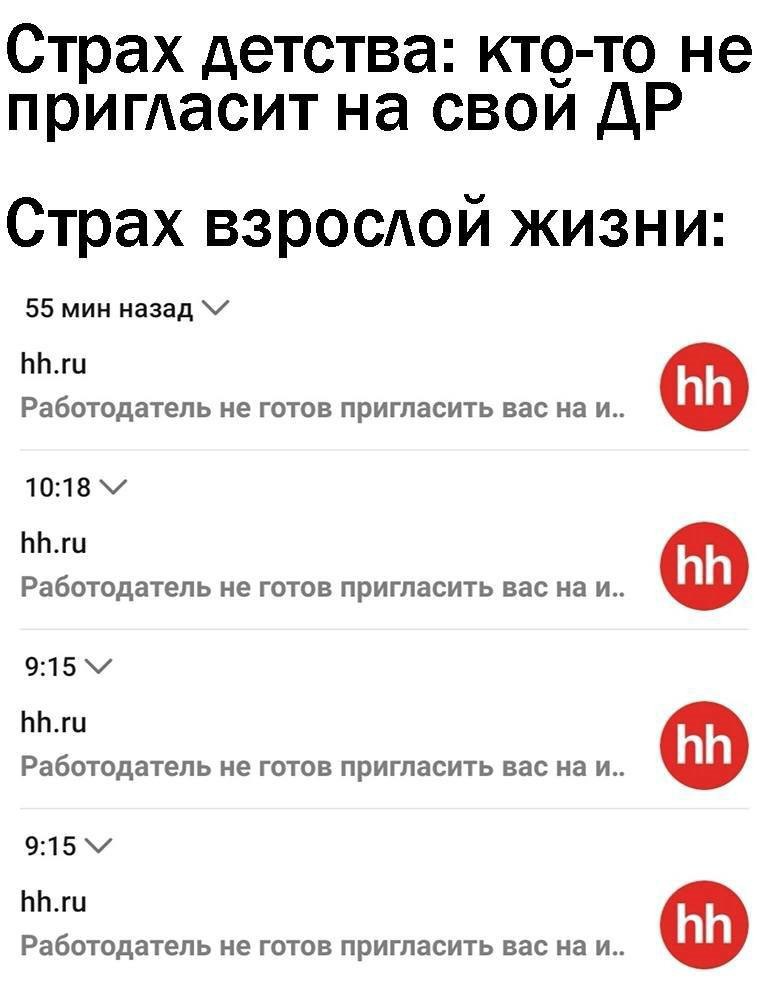 Страх детства: кто-то не
пригласит на свой ДР
Страх взрослой жизни:
55 мин назад
hh.ru
Работодатель не готов пригласить вас на и..
hh
10:18
hh.ru
Работодатель не готов пригласить вас на и..
hh
9:15
hh.ru
Работодатель не готов пригласить вас на и..
hh
9:15
hh.ru
Работодатель не готов пригласить вас на и..
hh